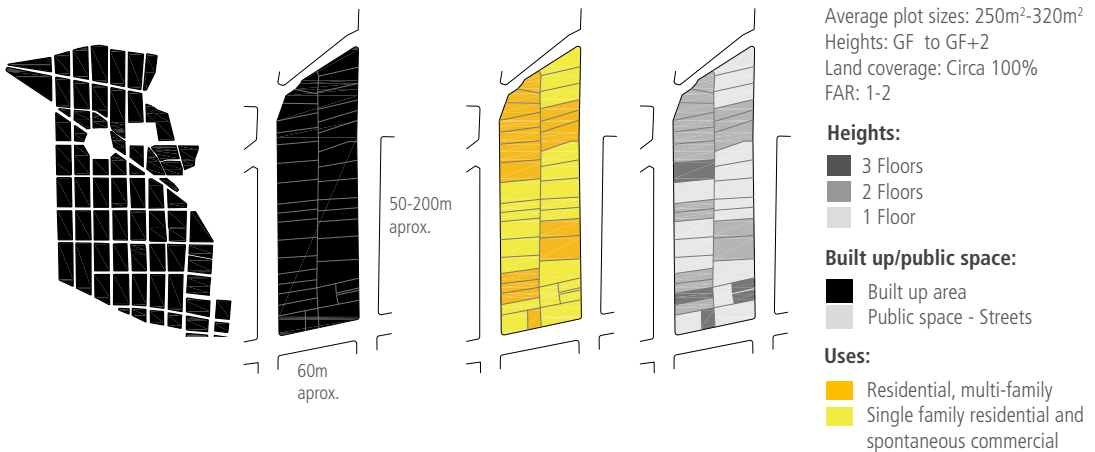 50-200m
aprox.
60m
aprox.
Average plot sizes: 250m²-320m²
Heights: GF to GF+2
Land coverage: Circa 100%
FAR: 1-2
Heights:
3 Floors
2 Floors
1 Floor
Built up/public space:
Built up area
Public space - Streets
Uses:
Residential, multi-family
Single family residential and
spontaneous commercial